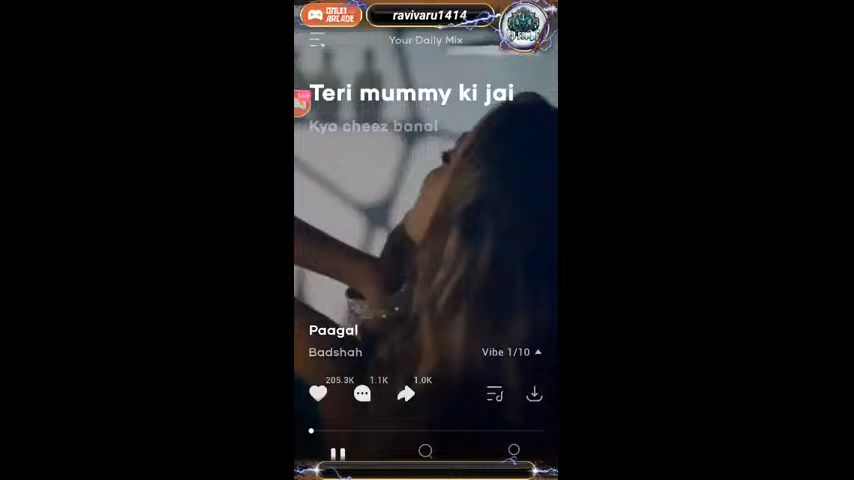 OMLET
ARCADE
ravivaru1414
Your Daily Mix
Teri mummy ki jai
Kya cheez banai
Paagal
Badshah
Vibe 1/10
205.3K
1.1K
1.0K